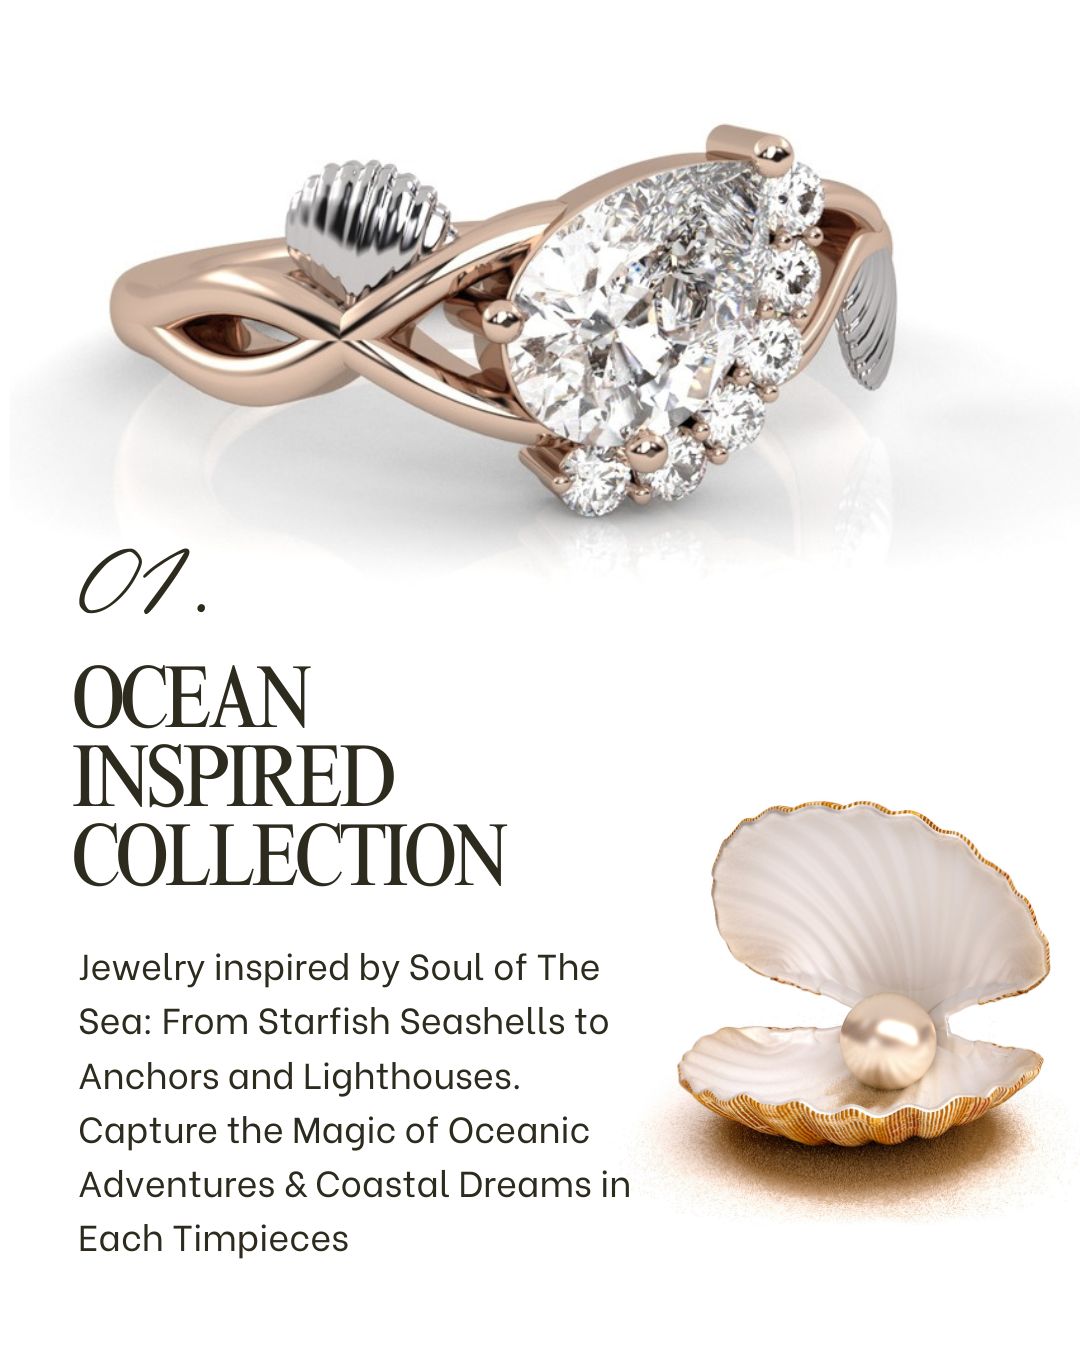 01.
OCEAN
INSPIRED
COLLECTION
Jewelry inspired by Soul of The
Sea: From Starfish Seashells to
Anchors and Lighthouses.
Capture the Magic of Oceanic
Adventures & Coastal Dreams in
Each Timpieces